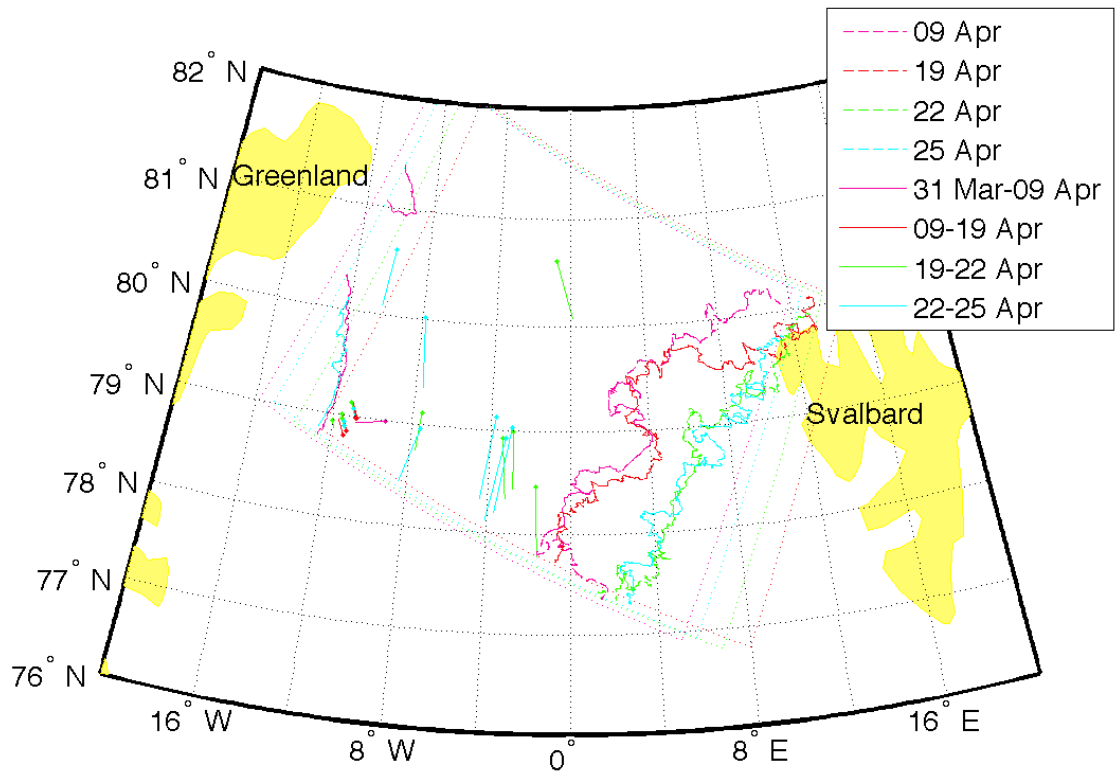 82° N
81° N
80° N
79° N
78° N
77° N
76° N
16° W
8° W
0°
8° E
16° E
Greenland
Svalbard
09 Apr
19 Apr
22 Apr
25 Apr
31 Mar-09 Apr
09-19 Apr
19-22 Apr
22-25 Apr